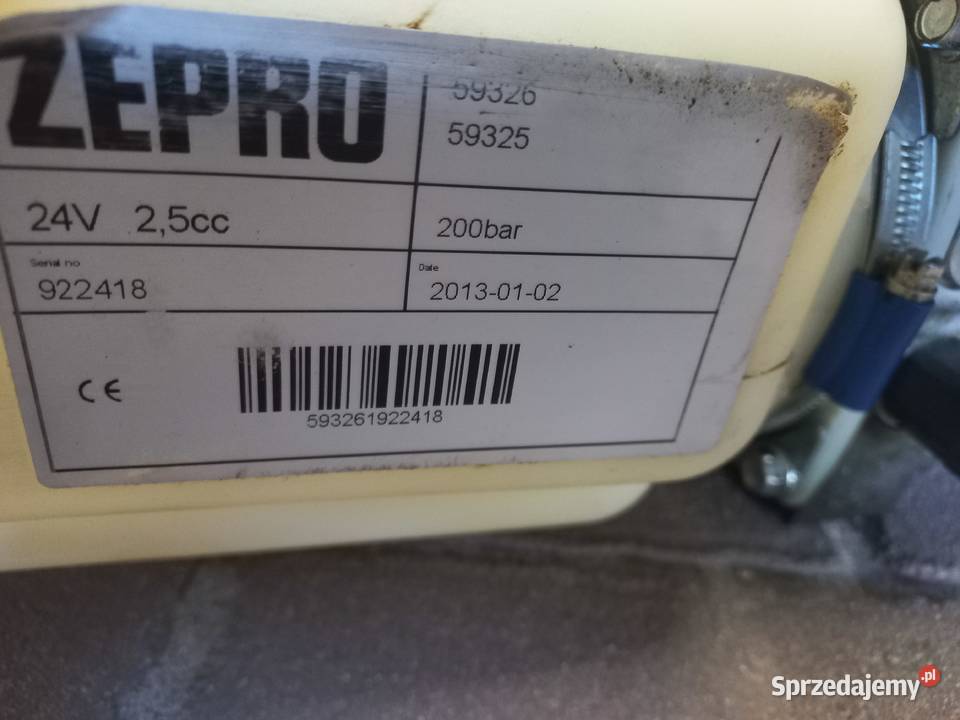 ZEPRO
59326
59325
24V 2,5cc
200bar
Serial no
922418
Date
2013-01-02
CE
593261922418
Sprzedajemy.pl